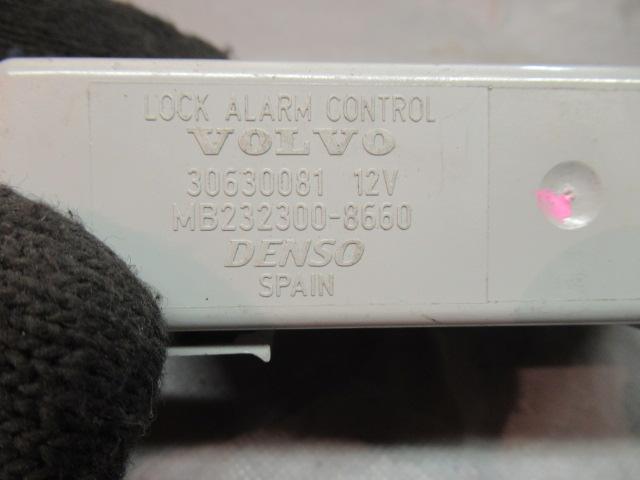 LOCK ALARM CONTROL
VOLVO
30630081 12V
MB232300-8660
DENSO
SPAIN